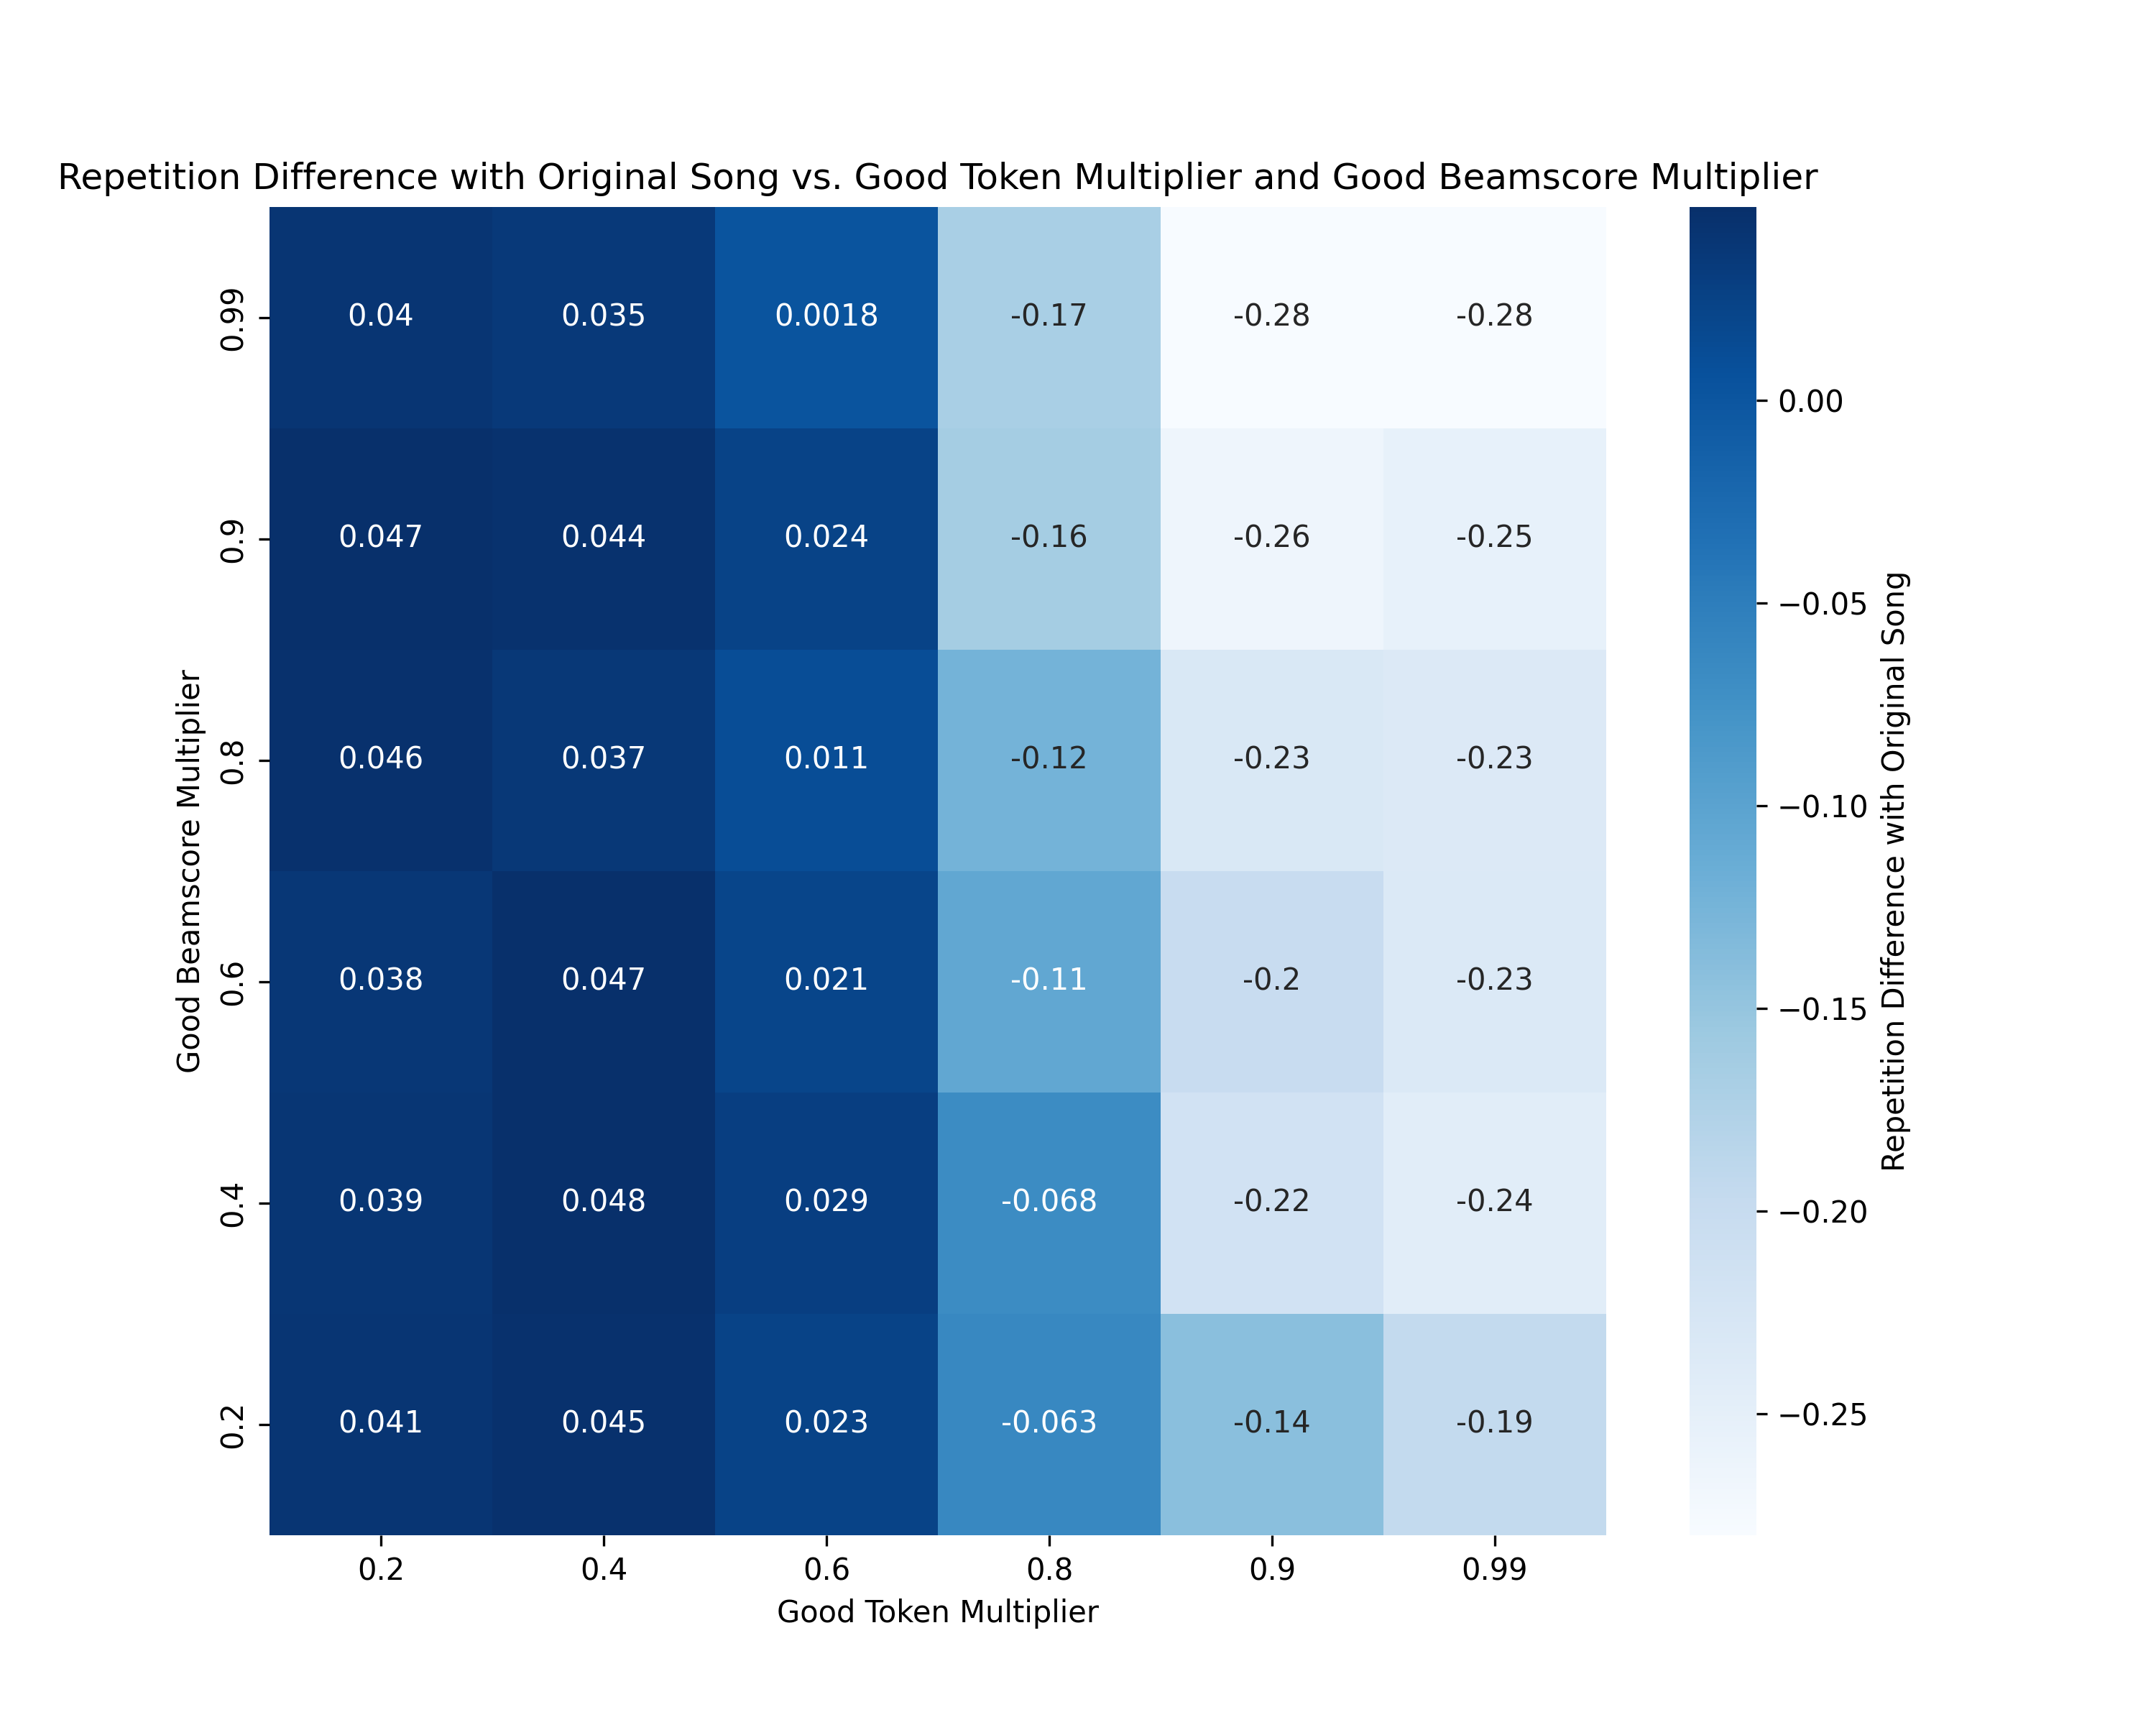 Repetition Difference with Original Song vs. Good Token Multiplier and Good Beamscore Multiplier
Good Beamscore Multiplier
0.99
0.04 0.035 0.0018 -0.17 -0.28 -0.28
0.9
0.047 0.044 0.024 -0.16 -0.26 -0.25
0.8
0.046 0.037 0.011 -0.12 -0.23 -0.23
0.6
0.038 0.047 0.021 -0.11 -0.2 -0.23
0.4
0.039 0.048 0.029 -0.068 -0.22 -0.24
0.2
0.041 0.045 0.023 -0.063 -0.14 -0.19
0.2 0.4 0.6 0.8 0.9 0.99
Good Token Multiplier
0.00
−0.05
−0.10
−0.15
−0.20
−0.25
Repetition Difference with Original Song